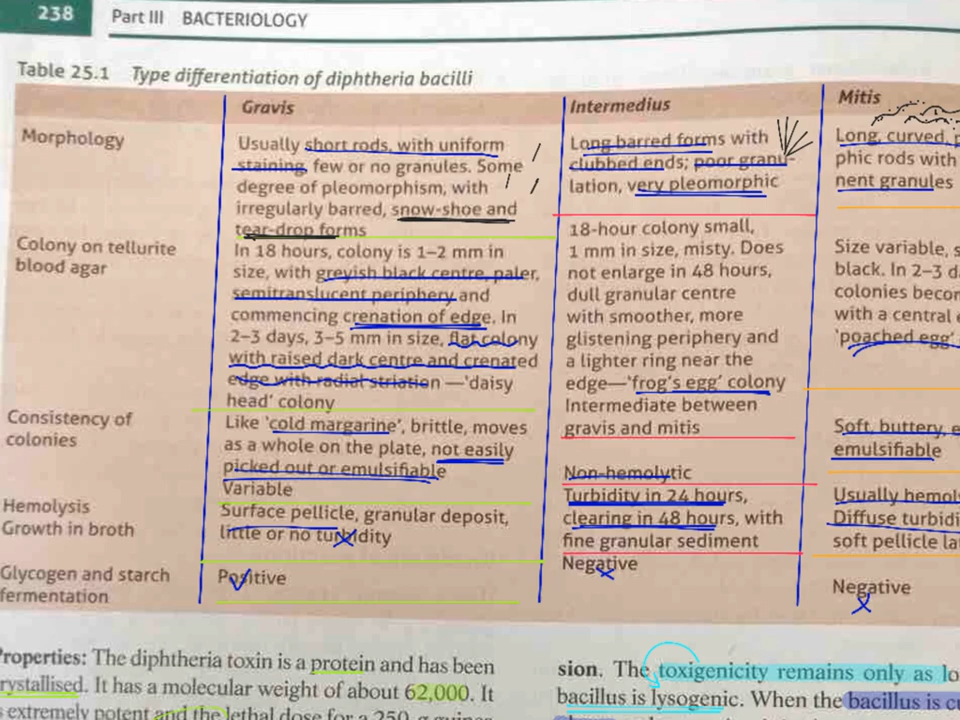 238 Part III BACTERIOLOGY
Table 25.1 Type differentiation of diphtheria bacilli
Gravis
Intermedius
Mitis
Morphology
Usually short rods, with uniform
staining, few or no granules. Some
degree of pleomorphism, with
irregularly barred, snow-shoe and
tear-drop forms
Long barred forms with
clubbed ends; poor granu-
lation, very pleomorphic
Long, curved,
phic rods with
nent granules
Colony on tellurite
blood agar
In 18 hours, colony is 1–2 mm in
size, with greyish black centre, paler,
semitranslucent periphery and
commencing crenation of edge. In
2–3 days, 3–5 mm in size, flat colony
with raised dark centre and crenated
edge with radial striation —'daisy
head' colony
18-hour colony small,
1 mm in size, misty. Does
not enlarge in 48 hours,
dull granular centre
with smoother, more
glistening periphery and
a lighter ring near the
edge—'frog's egg' colony
Size variable,
black. In 2–3
colonies
with a central
'poached egg'
Consistency of
colonies
Like 'cold margarine', brittle, moves
as a whole on the plate, not easily
picked out or emulsifiable
Intermediate between
gravis and mitis
Soft, buttery,
emulsifiable
Hemolysis
Variable
Non-hemolytic
Usually
Growth in broth
Surface pellicle, granular deposit,
little or no turbidity
Turbidity in 24 hours,
clearing in 48 hours, with
fine granular sediment
Diffuse
soft pellicle
Glycogen and starch
fermentation
Positive
Negative
Negative
Properties: The diphtheria toxin is a protein and has been
crystallised. It has a molecular weight of about 62,000. It
extremely potent and the lethal dose for a 250
sion. The toxigenicity remains only as
bacillus is lysogenic. When the bacillus is